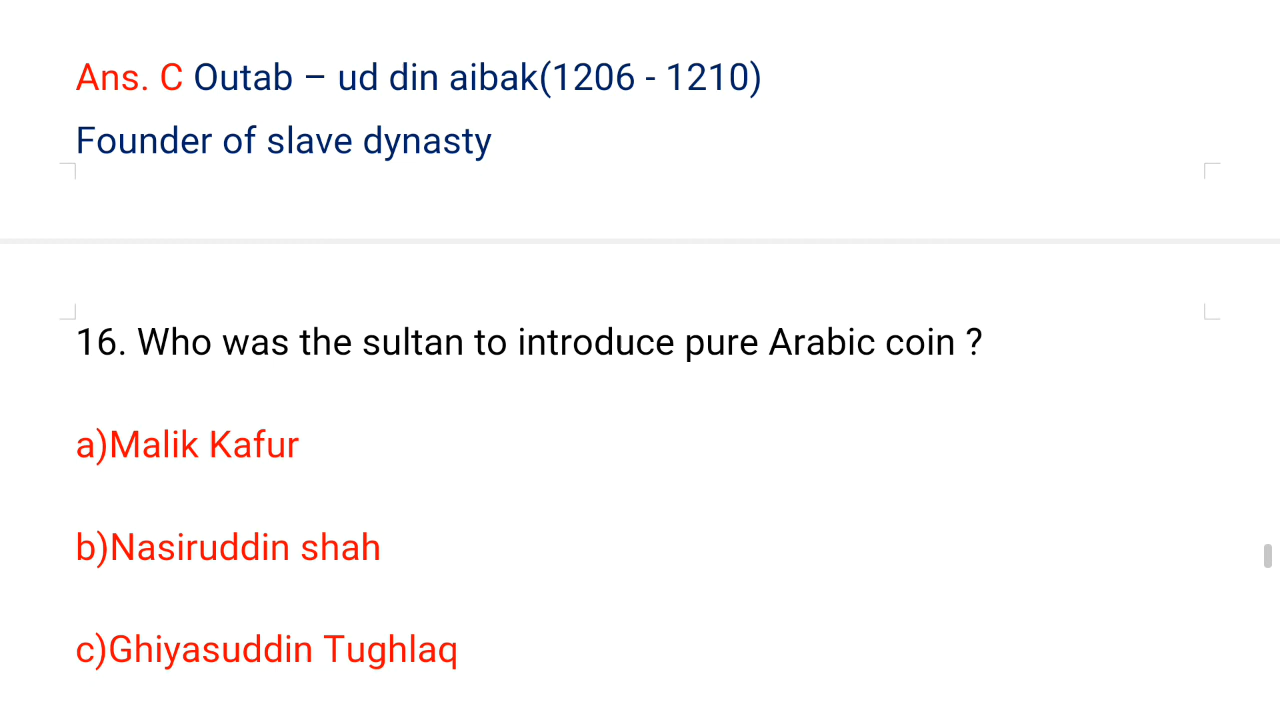 Ans. C Outab – ud din aibak(1206 - 1210)
Founder of slave dynasty
16. Who was the sultan to introduce pure Arabic coin ?
a)Malik Kafur
b)Nasiruddin shah
c)Ghiyasuddin Tughlaq